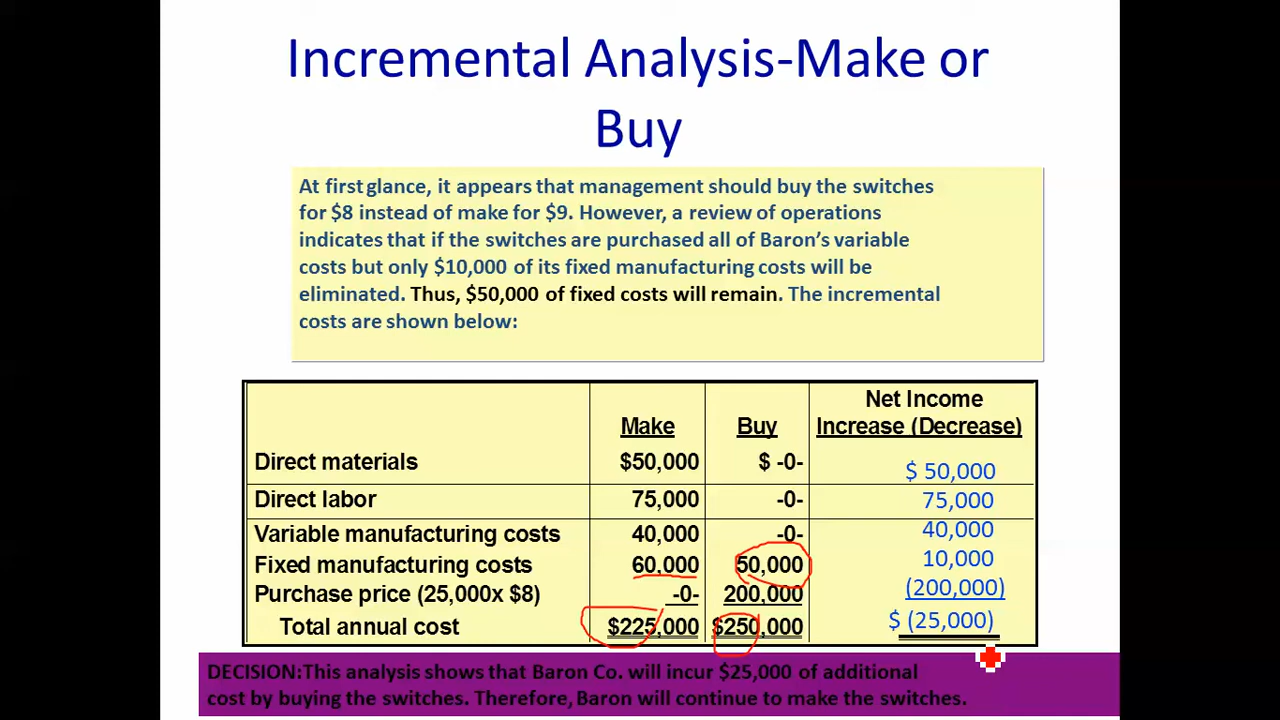 Incremental Analysis-Make or
Buy
At first glance, it appears that management should buy the switches
for $8 instead of make for $9. However, a review of operations
indicates that if the switches are purchased all of Baron’s variable
costs but only $10,000 of its fixed manufacturing costs will be
eliminated. Thus, $50,000 of fixed costs will remain. The incremental
costs are shown below:
Net Income
Make Buy Increase (Decrease)
Direct materials $50,000 $ -0- $ 50,000
Direct labor 75,000 -0- 75,000
Variable manufacturing costs 40,000 -0- 40,000
Fixed manufacturing costs 60,000 50,000 10,000
Purchase price (25,000x $8) -0- 200,000 (200,000)
Total annual cost $225,000 $250,000 $ (25,000)
DECISION:This analysis shows that Baron Co. will incur $25,000 of additional
cost by buying the switches. Therefore, Baron will continue to make the switches.